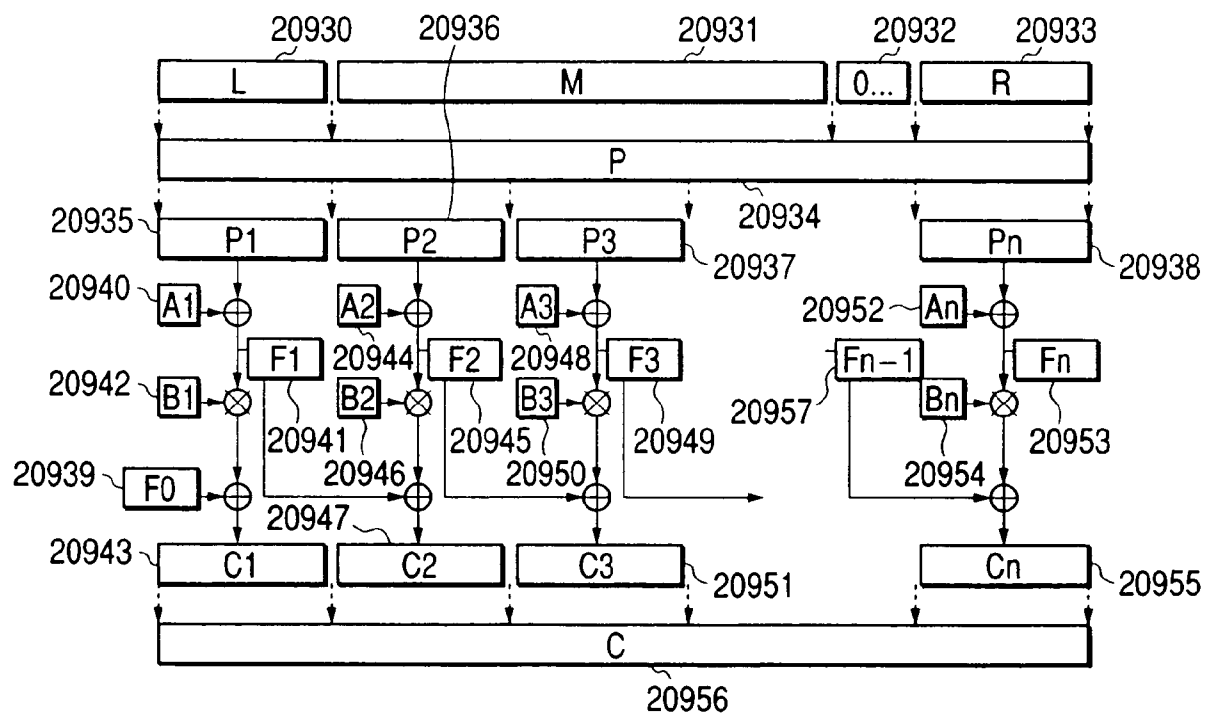 20930 20936 20931 20932 20933
L M 0... R
P
20934
20935 P1 P2 P3 20937 Pn 20938
20940 A1 A2 A3 20952 An
20944 20948
F1 F2 F3 Fn-1 Fn
20942 B1 B2 B3 Bn
20941 20946 20945 20950 20949 20957 20954 20953
20939 F0
20947
20943 C1 C2 C3 20951 Cn 20955
C
20956